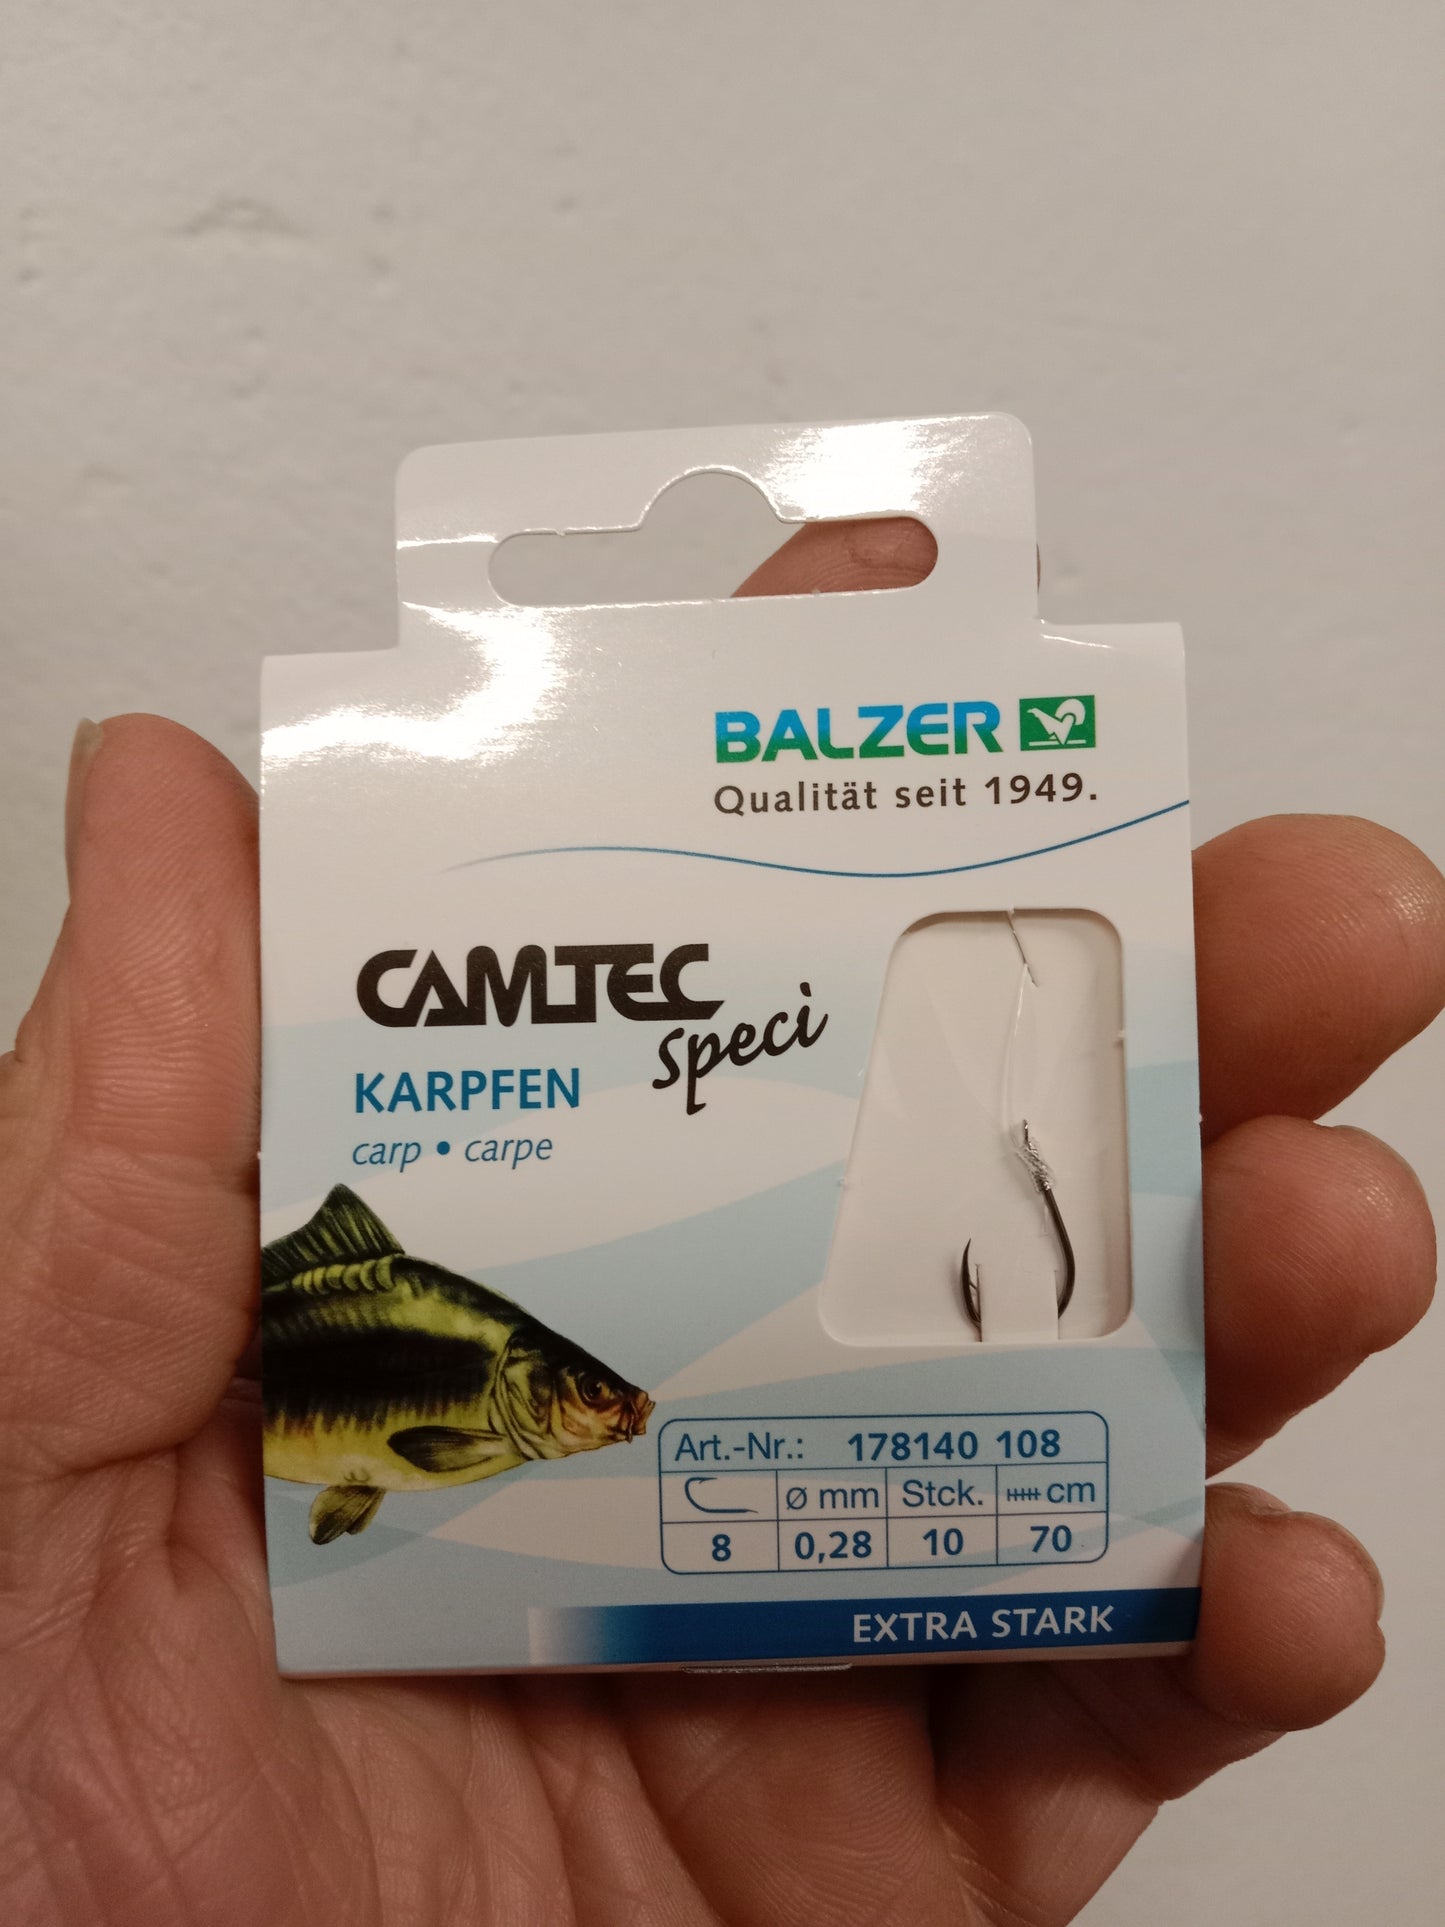 BALZER
Qualität seit 1949.
CAMTEC
speci
KARPFEN
carp • carpe
Art.-Nr.: 178140 108
Ø mm Stck. cm
8 0,28 10 70
EXTRA STARK